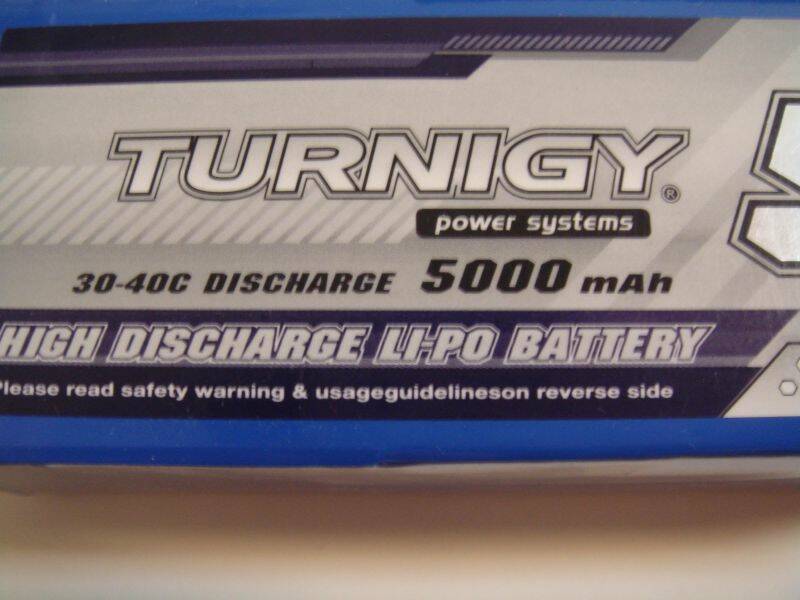 TURNIGY®
power systems
30-40C DISCHARGE 5000 mAh
HIGH DISCHARGE LI-PO BATTERY
Please read safety warning & usageguidelineson reverse side